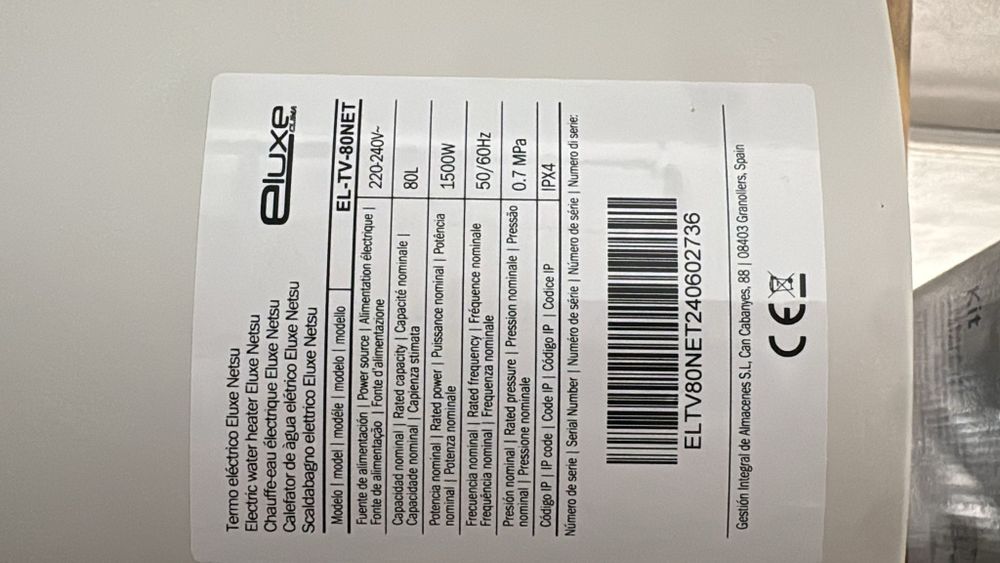 Termo eléctrico Eluxe Netsu
Electric water heater Eluxe Netsu
Chauffe-eau électrique Eluxe Netsu
Calefator de àgua elétrico Eluxe Netsu
Scaldabagno elettrico Eluxe Netsu
eluxe
CLIMA
Modelo | model | modéle | modelo | modello EL-TV-80NET
Fuente de alimentación | Power source | Alimentation électrique | 220-240V~
Fonte de alimentação | Fonte d'alimentazione
Capacidad nominal | Rated capacity | Capacité nominale | 80L
Capacidade nominal | Capienza stimata
Potencia nominal | Rated power | Puissance nominal | Potência 1500W
nominal | Potenza nominale
Frecuencia nominal | Rated frequency | Fréquence nominale 50/60Hz
Frequência nominal | Frequenza nominale
Presión nominal | Rated pressure | Pression nominale | Pressão 0.7 MPa
nominal | Pressione nominale
Código IP | IP code | Code IP | Código IP | Codice IP IPX4
Número de serie | Serial Number | Numéro de série | Número de série | Numero di serie:
ELTV80NET240602736
CE
Gestión Integral de Almacenes S.L, Can Cabanyes, 88 | 08403 Granollers, Spain
Kit